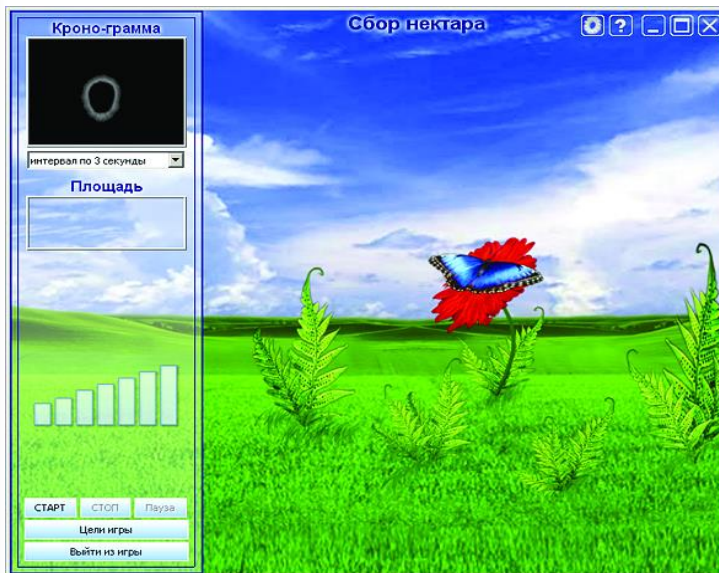 Кроно-грамма
Сбор нектара
?
интервал по 3 секунды
Площадь
СТАРТ СТОП Пауза
Цели игры
Выйти из игры